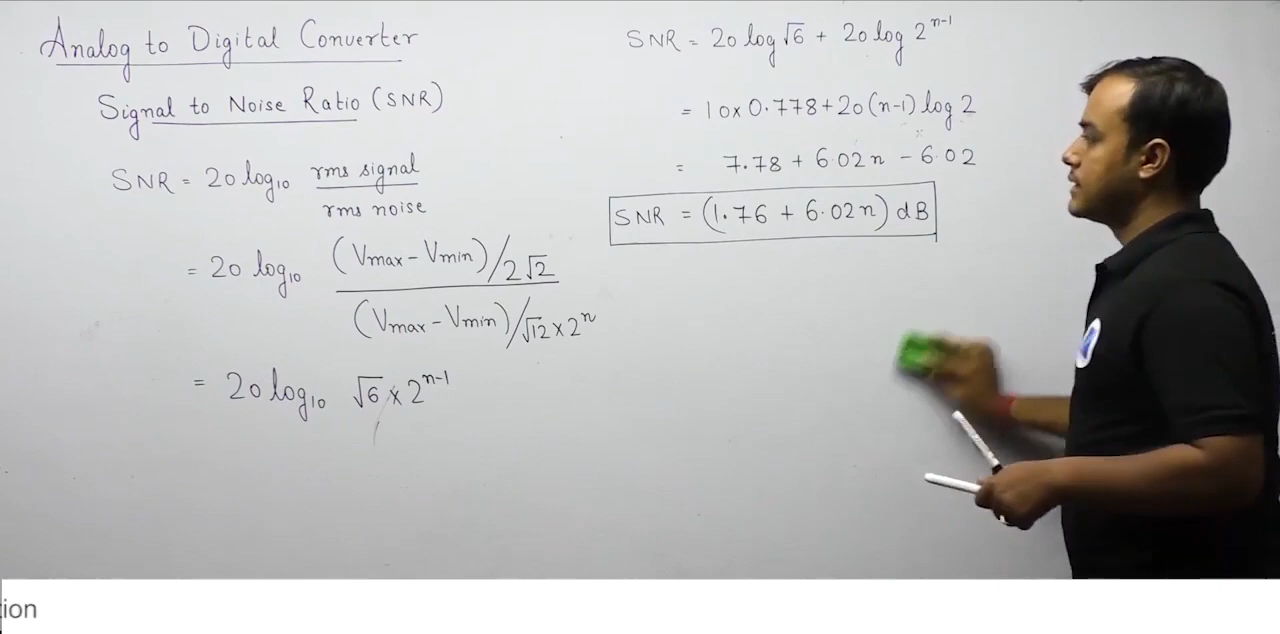 Analog to Digital Converter
Signal to Noise Ratio (SNR)
SNR = 20 log₁₀ rms signal / rms noise
= 20 log₁₀ (Vmax - Vmin)/2√2 / (Vmax - Vmin)/√12 × 2ⁿ
= 20 log₁₀ √6 × 2ⁿ⁻¹
SNR = 20 log √6 + 20 log 2ⁿ⁻¹
= 10 × 0.778 + 20 (n-1) log 2
= 7.78 + 6.02n - 6.02
SNR = (1.76 + 6.02n) dB
tion